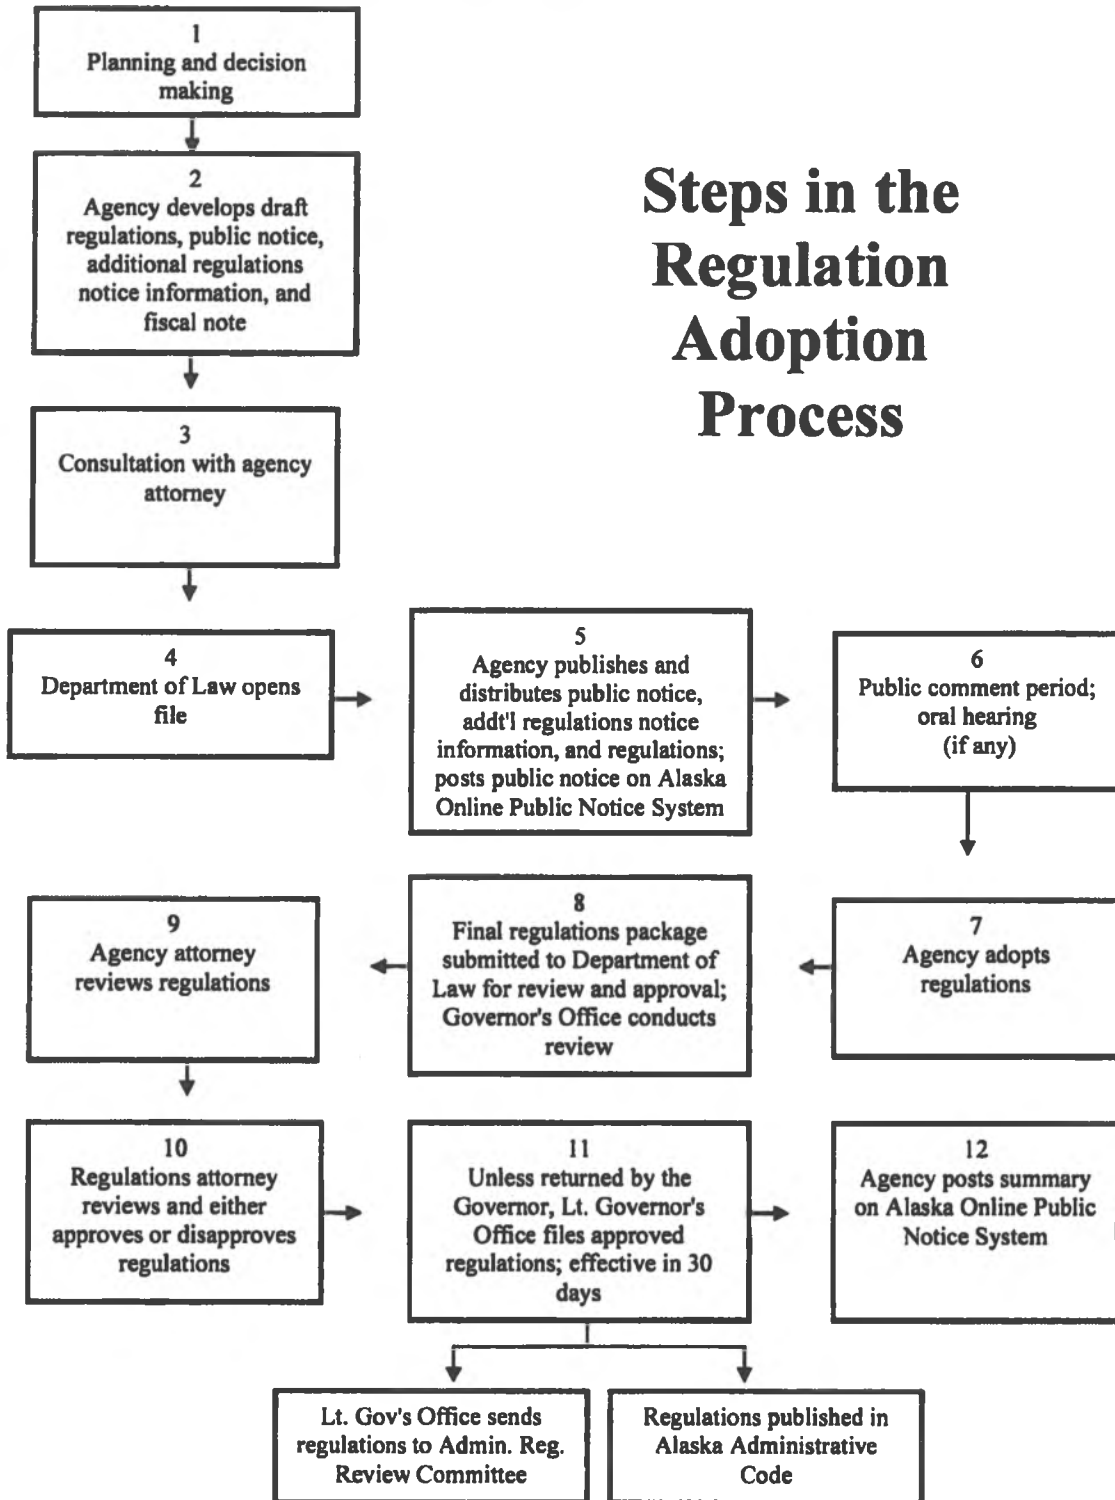 Steps in the
Regulation
Adoption
Process
1
Planning and decision
making
2
Agency develops draft
regulations, public notice,
additional regulations
notice information, and
fiscal note
3
Consultation with agency
attorney
4
Department of Law opens
file
5
Agency publishes and
distributes public notice,
addt'l regulations notice
information, and regulations;
posts public notice on Alaska
Online Public Notice System
6
Public comment period;
oral hearing
(if any)
7
Agency adopts
regulations
8
Final regulations package
submitted to Department of
Law for review and approval;
Governor's Office conducts
review
9
Agency attorney
reviews regulations
10
Regulations attorney
reviews and either
approves or disapproves
regulations
11
Unless returned by the
Governor, Lt. Governor's
Office files approved
regulations; effective in 30
days
12
Agency posts summary
on Alaska Online Public
Notice System
Lt. Gov's Office sends
regulations to Admin. Reg.
Review Committee
Regulations published in
Alaska Administrative
Code